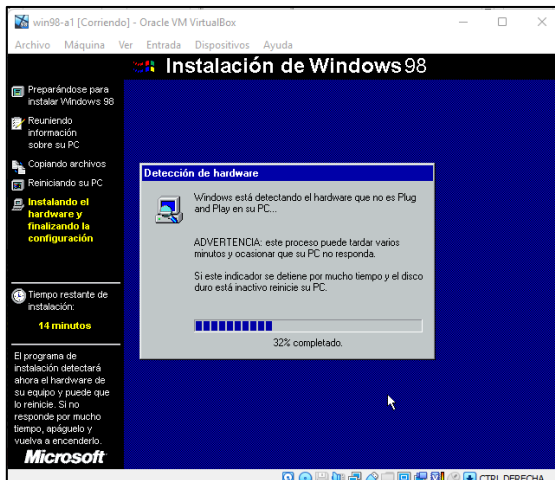 win98-a1 [Corriendo] - Oracle VM VirtualBox
Archivo Máquina Ver Entrada Dispositivos Ayuda
Instalación de Windows 98
Preparándose para
instalar Windows 98
Reuniendo
información
sobre su PC
Copiando archivos
Reiniciando su PC
Instalando el
hardware y
finalizando la
configuración
Tiempo restante de
instalación:
14 minutos
El programa de
instalación detectará
ahora el hardware de
su equipo y puede que
lo reinicie. Si no
responde por mucho
tiempo, apáguelo y
vuelva a encenderlo.
Microsoft
Detección de hardware
Windows está detectando el hardware que no es Plug
and Play en su PC...
ADVERTENCIA: este proceso puede tardar varios
minutos y ocasionar que su PC no responda.
Si este indicador se detiene por mucho tiempo y el disco
duro está inactivo reinicie su PC.
32% completado.
CTRL DERECHA